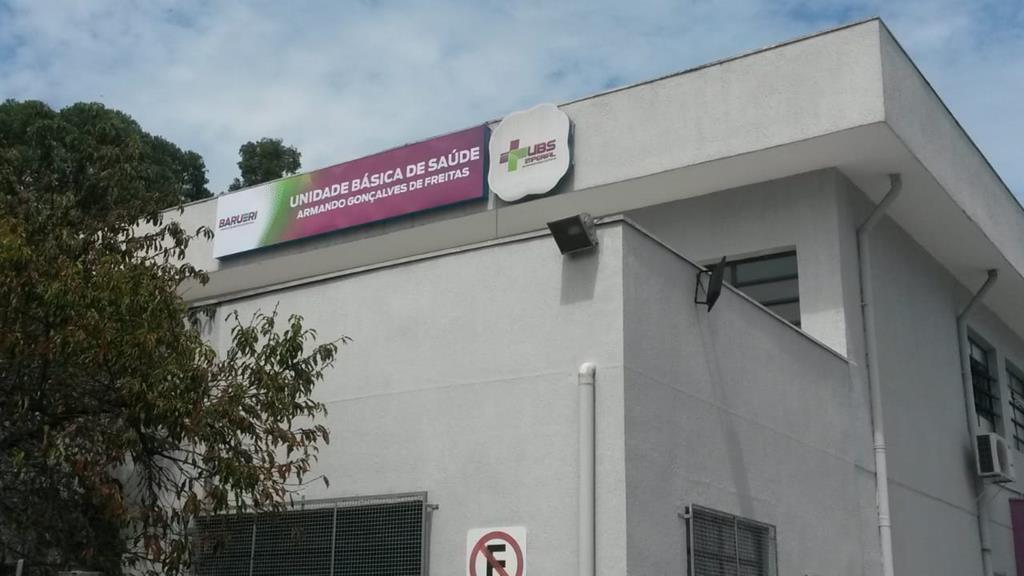 BARUERI
UNIDADE BÁSICA DE SAÚDE
ARMANDO GONÇALVES DE FREITAS
UBS
IMPERIAL
E